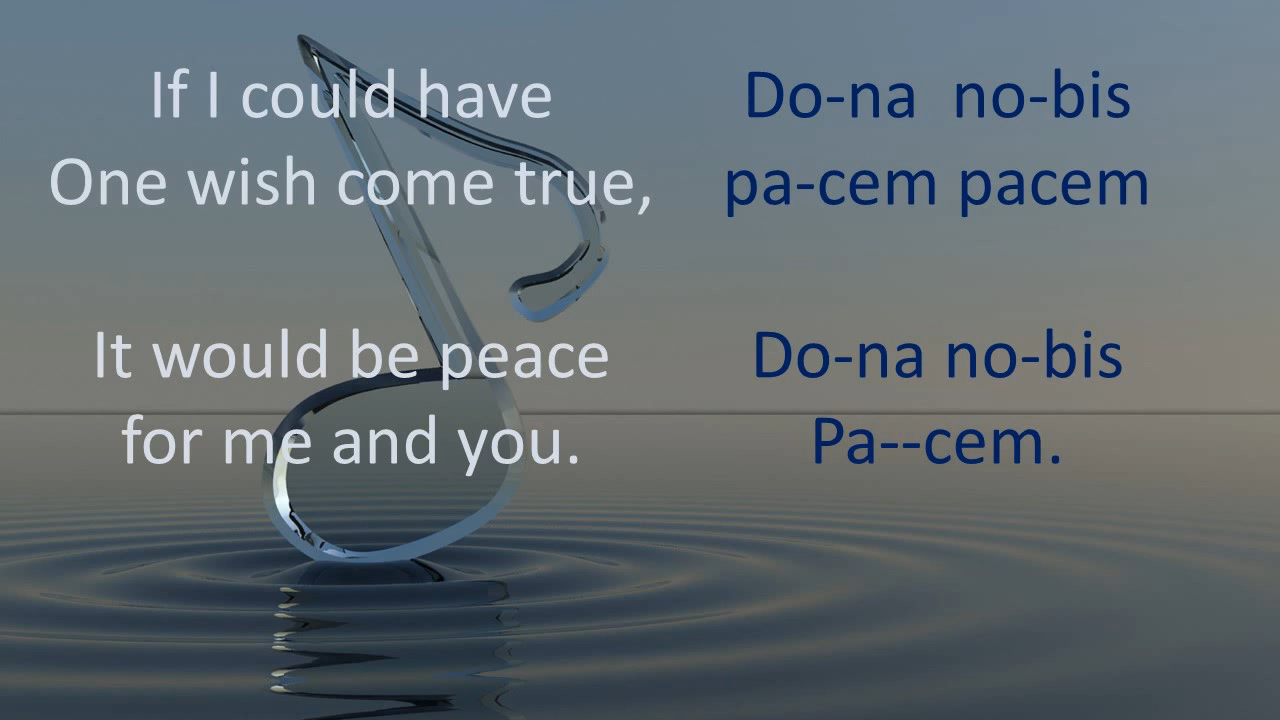 If I could have
One wish come true,
It would be peace
for me and you.
Do-na  no-bis
pa-cem pacem
Do-na no-bis
Pa--cem.